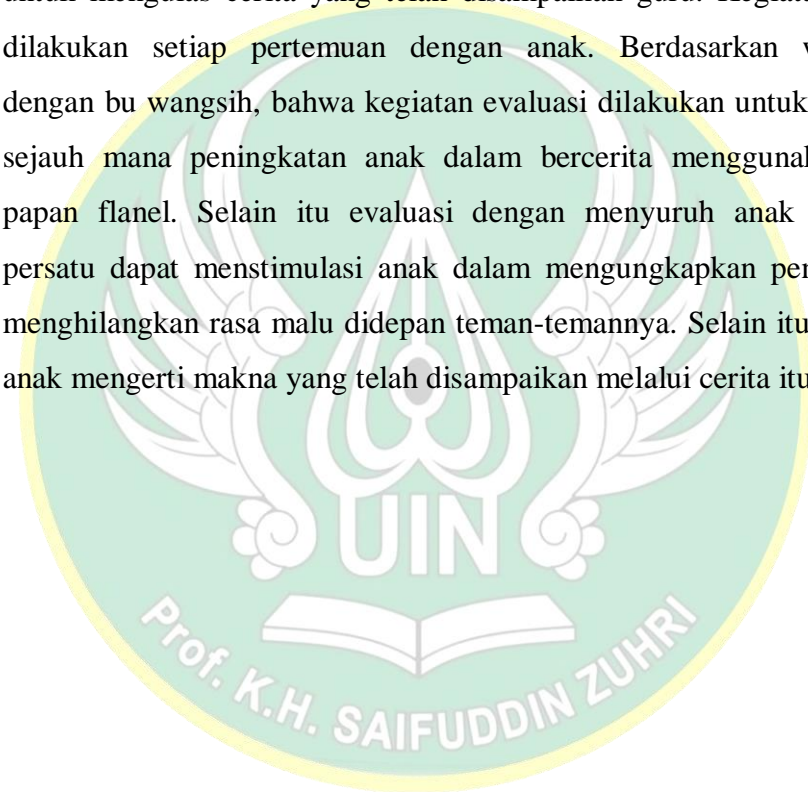 untuk mengulas cerita yang telah disampaikan guru. Kegiata
dilakukan setiap pertemuan dengan anak. Berdasarkan
dengan bu wangsih, bahwa kegiatan evaluasi dilakukan untuk
sejauh mana peningkatan anak dalam bercerita mengguna
papan flanel. Selain itu evaluasi dengan menyuruh anak
persatu dapat menstimulasi anak dalam mengungkapkan per
menghilangkan rasa malu didepan teman-temannya. Selain itu
anak mengerti makna yang telah disampaikan melalui cerita itu
UIN
Prof. K.H. SAIFUDDIN ZUHRI